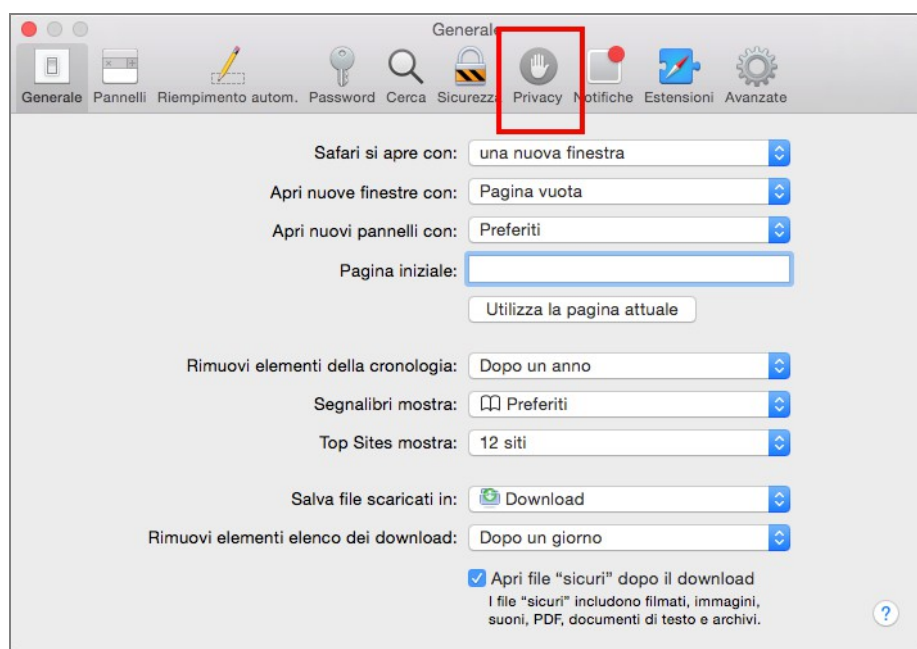 Generale
Generale Pannelli Riempimento autom. Password Cerca Sicurezza Privacy Notifiche Estensioni Avanzate
Safari si apre con: una nuova finestra
Apri nuove finestre con: Pagina vuota
Apri nuovi pannelli con: Preferiti
Pagina iniziale:
Utilizza la pagina attuale
Rimuovi elementi della cronologia: Dopo un anno
Segnalibri mostra: Preferiti
Top Sites mostra: 12 siti
Salva file scaricati in: Download
Rimuovi elementi elenco dei download: Dopo un giorno
Apri file “sicuri” dopo il download
I file “sicuri” includono filmati, immagini,
suoni, PDF, documenti di testo e archivi.
?